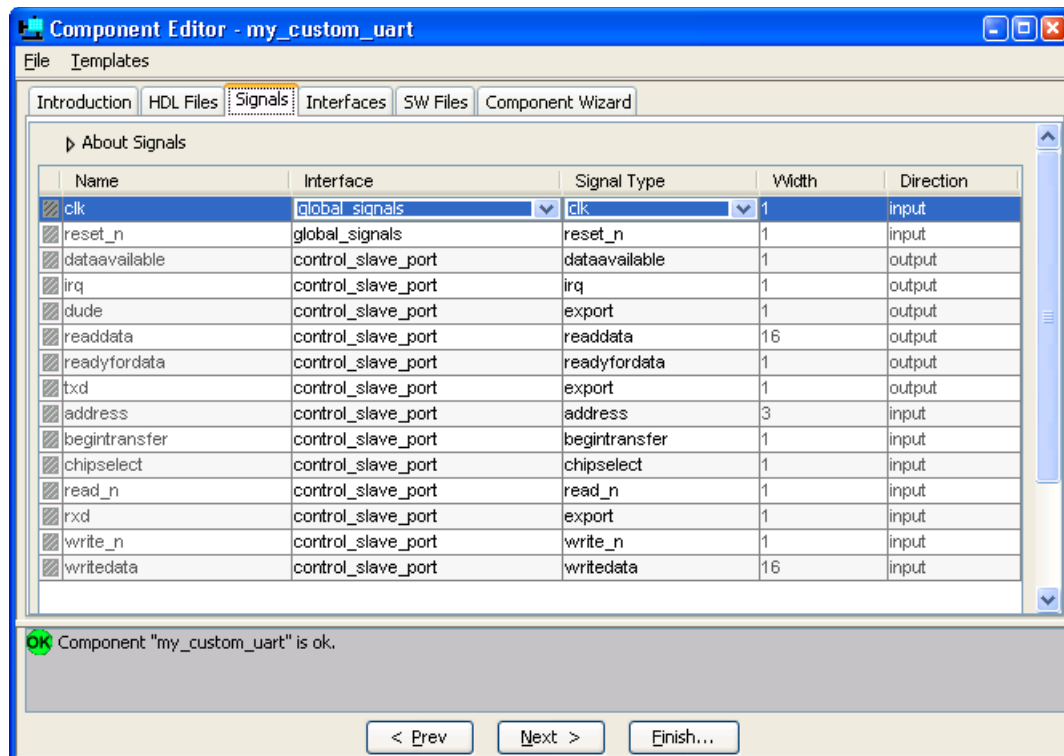 Component Editor - my_custom_uart
File Templates
Introduction HDL Files Signals Interfaces SW Files Component Wizard
About Signals
Name Interface Signal Type Width Direction
clk global_signals clk 1 input
reset_n global_signals reset_n 1 input
dataavailable control_slave_port dataavailable 1 output
irq control_slave_port irq 1 output
dude control_slave_port export 1 output
readdata control_slave_port readdata 16 output
readyfordata control_slave_port readyfordata 1 output
txd control_slave_port export 1 output
address control_slave_port address 3 input
begintransfer control_slave_port begintransfer 1 input
chipselect control_slave_port chipselect 1 input
read_n control_slave_port read_n 1 input
rxd control_slave_port export 1 input
write_n control_slave_port write_n 1 input
writedata control_slave_port writedata 16 input
OK Component "my_custom_uart" is ok.
< Prev Next > Finish...